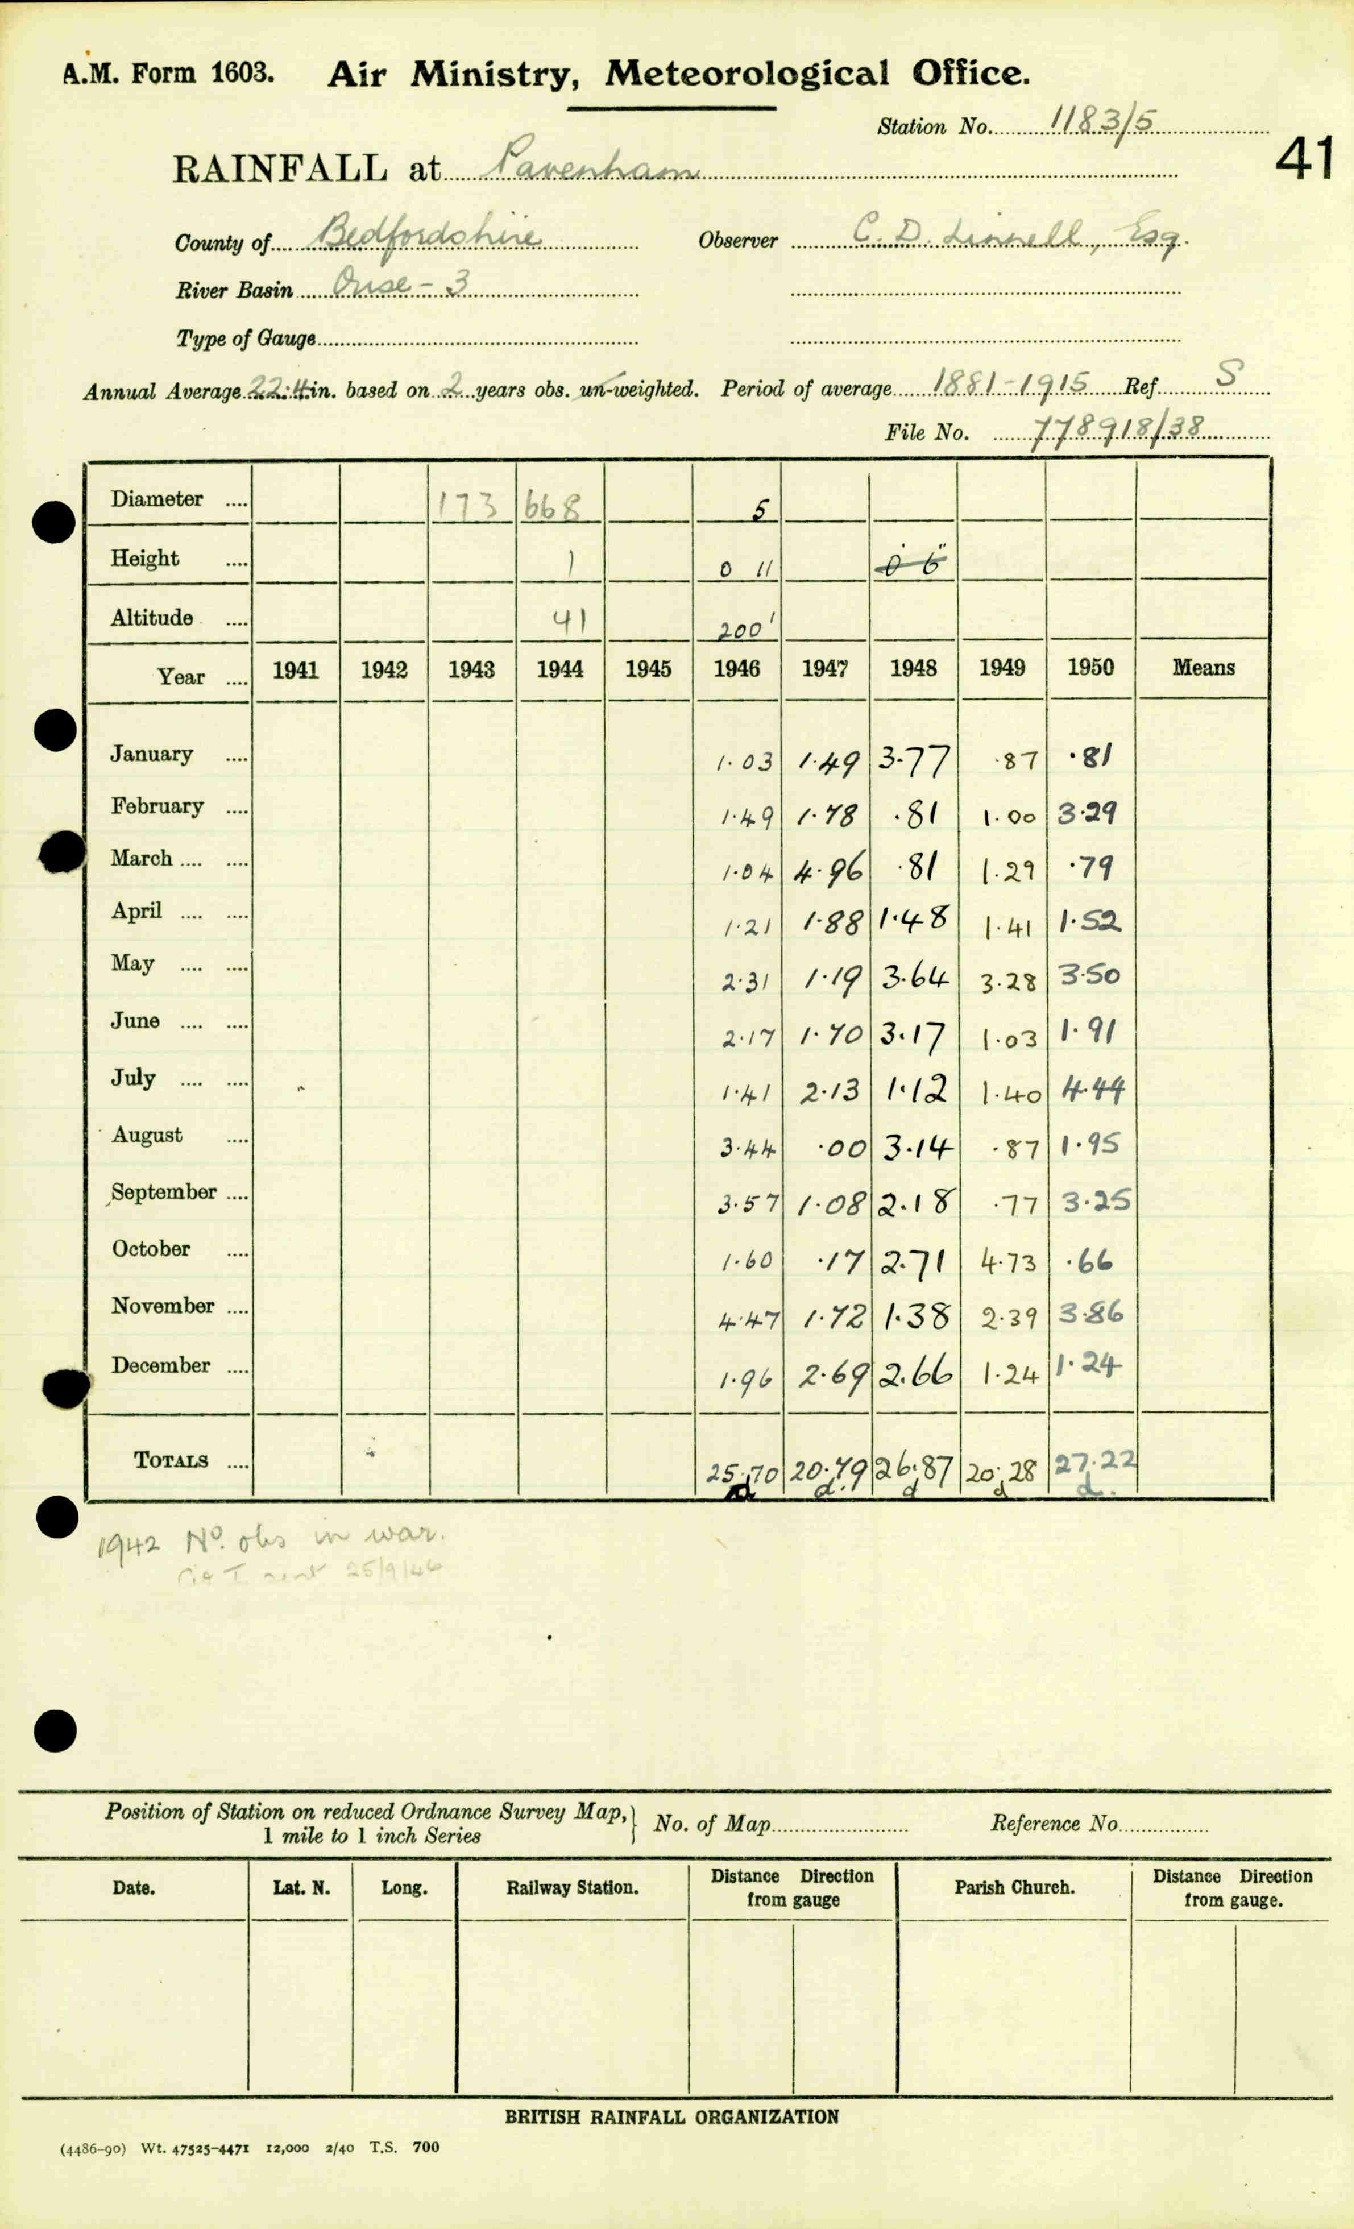 A.M. Form 1603. Air Ministry, Meteorological Office.
Station No. 1183/5
41
RAINFALL at Pavenham
County of Bedfordshire Observer C. D. Linnell, Esq.
River Basin Ouse - 3
Type of Gauge
Annual Average 22.4 in. based on 2 years obs. un-weighted. Period of average 1881-1915 Ref. S
File No. 778918/38
Diameter .... 173 668 5
Height .... 1 0 11 0' 6"
Altitude .... 41 200'
Year .... 1941 1942 1943 1944 1945 1946 1947 1948 1949 1950 Means
January .... 1.03 1.49 3.77 .87 .81
February .... 1.49 1.78 .81 1.00 3.29
March .... .... 1.04 4.96 .81 1.29 .79
April .... .... 1.21 1.88 1.48 1.41 1.52
May .... .... 2.31 1.19 3.64 3.28 3.50
June .... .... 2.17 1.70 3.17 1.03 1.91
July .... .... 1.41 2.13 1.12 1.40 4.44
August .... 3.44 .00 3.14 .87 1.95
September .... 3.57 1.08 2.18 .77 3.25
October .... 1.60 .17 2.71 4.73 .66
November .... 4.47 1.72 1.38 2.39 3.86
December .... 1.96 2.69 2.66 1.24 1.24
TOTALS .... 25.70 20.79 26.87 20.28 27.22
d d. d d d.
1942 No. obs in war.
sent 25/9/46
Position of Station on reduced Ordnance Survey Map, } No. of Map Reference No.
1 mile to 1 inch Series
Date. Lat. N. Long. Railway Station. Distance Direction from gauge Parish Church. Distance Direction from gauge.
BRITISH RAINFALL ORGANIZATION
(4486-90) Wt. 47525-4471 12,000 2/40 T.S. 700